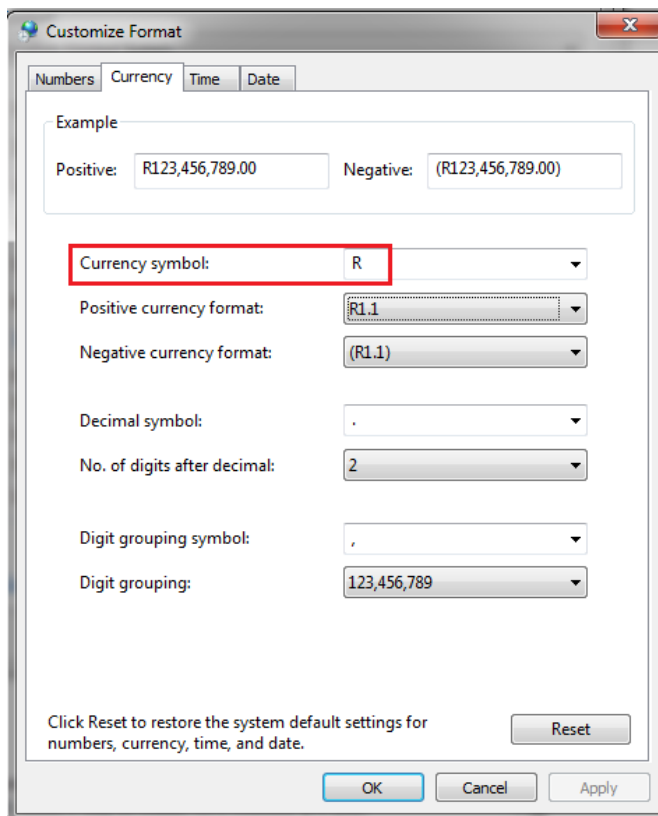 Customize Format
Numbers Currency Time Date
Example
Positive: R123,456,789.00 Negative: (R123,456,789.00)
Currency symbol: R
Positive currency format: R1.1
Negative currency format: (R1.1)
Decimal symbol: .
No. of digits after decimal: 2
Digit grouping symbol: ,
Digit grouping: 123,456,789
Click Reset to restore the system default settings for
numbers, currency, time, and date.
Reset
OK Cancel Apply